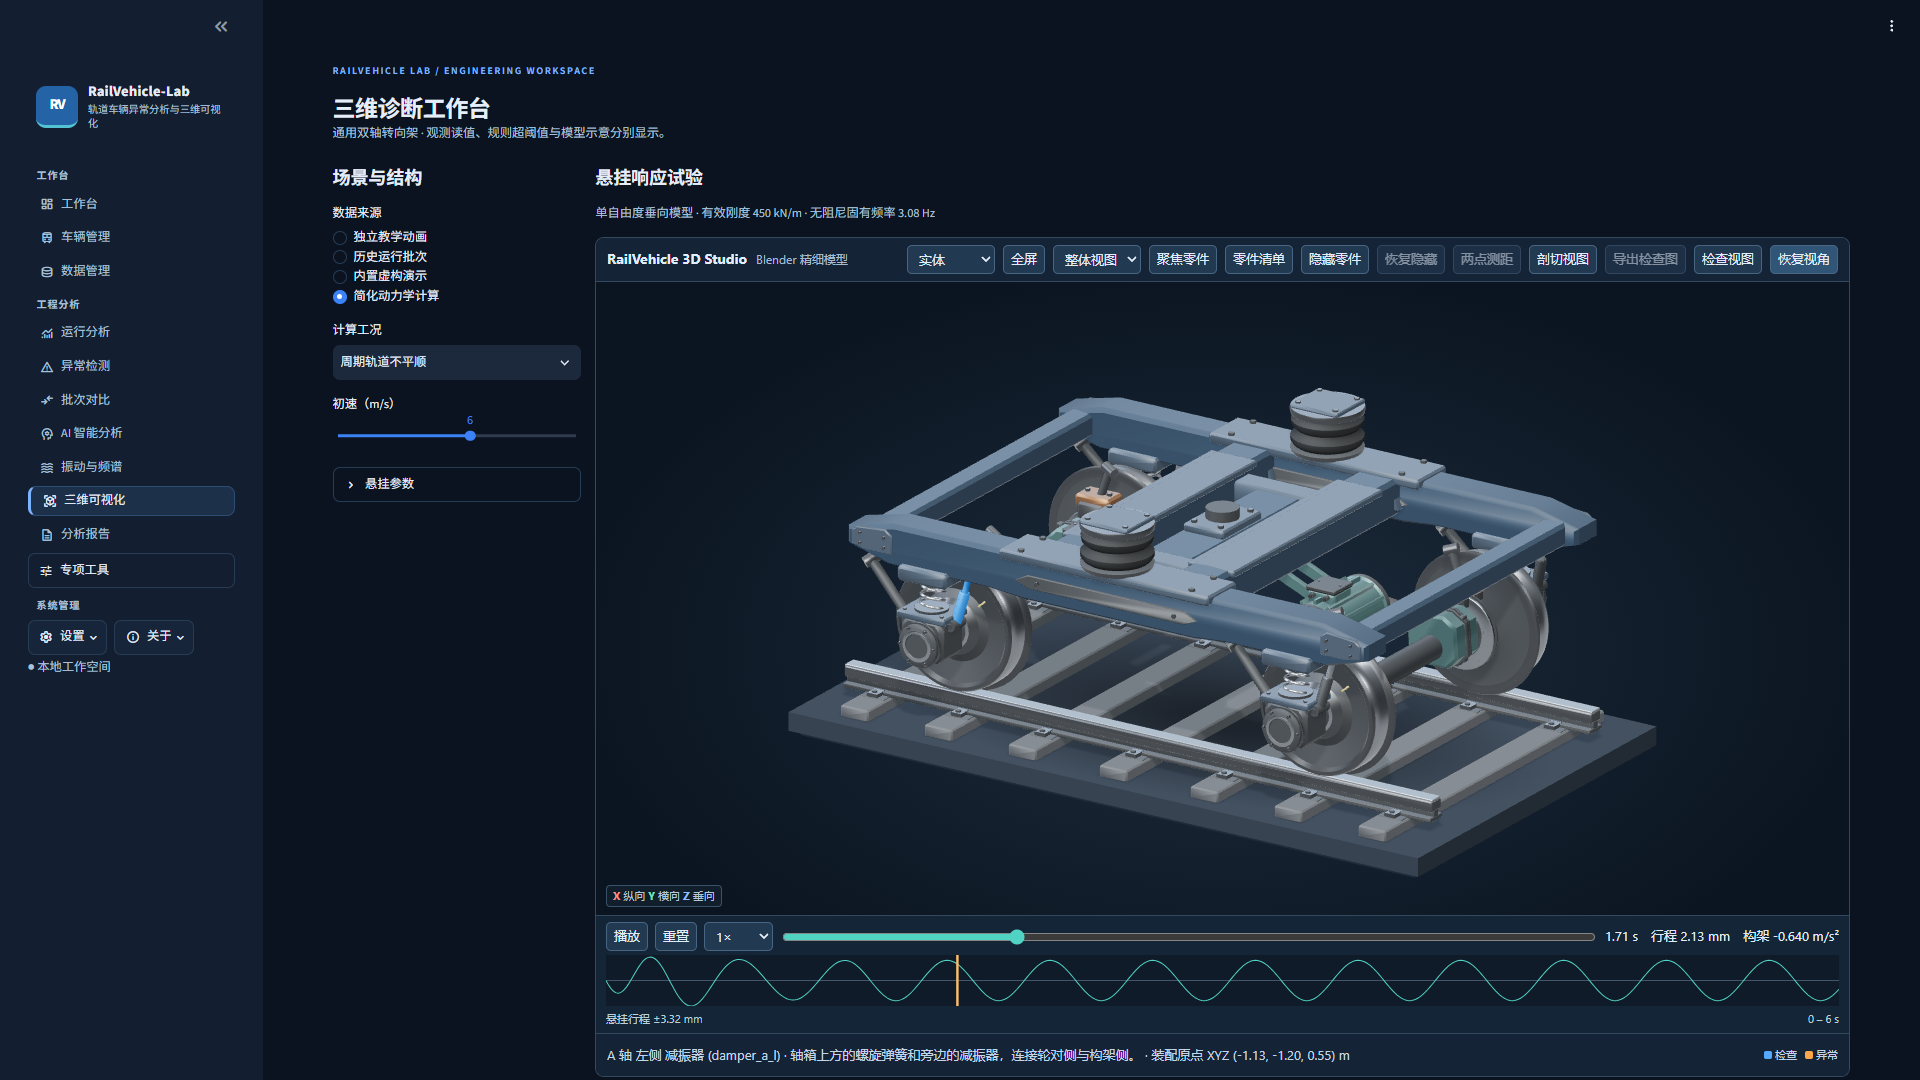 RV
RailVehicle-Lab
轨道车辆异常分析与三维可视
化
工作台
工作台
车辆管理
数据管理
工程分析
运行分析
异常检测
批次对比
AI 智能分析
振动与频谱
三维可视化
分析报告
专项工具
系统管理
设置
关于
本地工作空间
RAILVEHICLE LAB / ENGINEERING WORKSPACE
三维诊断工作台
通用双轴转向架 · 观测读值、规则超阈值与模型示意分别显示。
场景与结构
数据来源
独立教学动画
历史运行批次
内置虚构演示
简化动力学计算
计算工况
周期轨道不平顺
初速（m/s）
6
悬挂参数
悬挂响应试验
单自由度垂向模型 · 有效刚度 450 kN/m · 无阻尼固有频率 3.08 Hz
RailVehicle 3D Studio Blender 精细模型 实体 全屏 整体视图 聚焦零件 零件清单 隐藏零件 恢复隐藏 两点测距 剖切视图 导出检查图 检查视图 恢复视角
X 纵向 Y 横向 Z 垂向
播放 重置 1× 1.71 s 行程 2.13 mm 构架 -0.640 m/s²
悬挂行程 ±3.32 mm 0 – 6 s
A 轴 左侧 减振器 (damper_a_l) · 轴箱上方的螺旋弹簧和旁边的减振器，连接轮对侧与构架侧。 · 装配原点 XYZ (-1.13, -1.20, 0.55) m 检查 异常